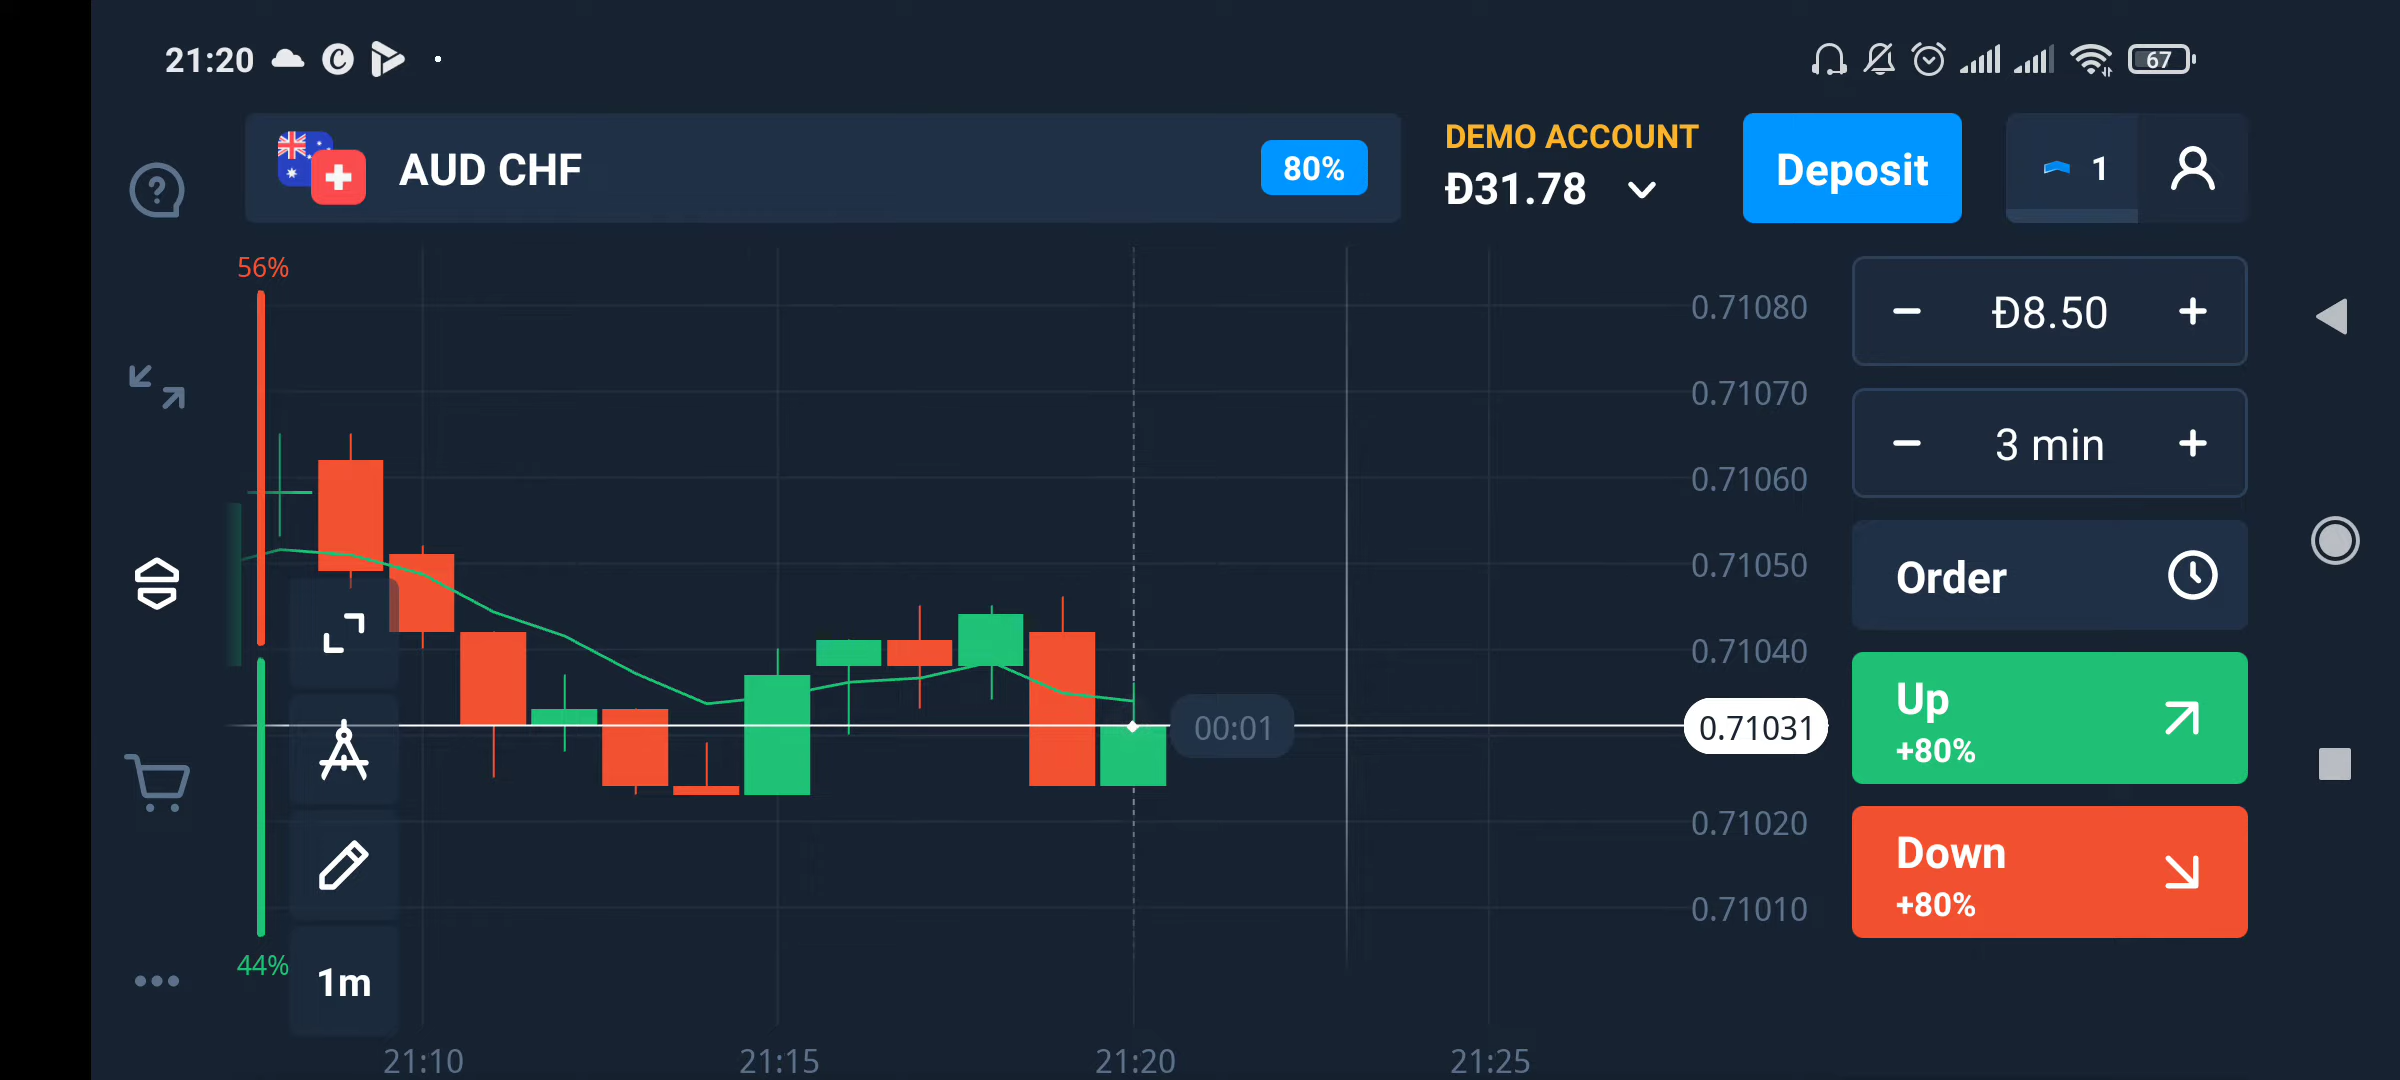 21:20
67
AUD CHF
80%
DEMO ACCOUNT
Đ31.78
Deposit
1
56%
0.71080
0.71070
0.71060
0.71050
0.71040
0.71031
0.71020
0.71010
00:01
44%
1m
21:10
21:15
21:20
21:25
Đ8.50
3 min
Order
Up
+80%
Down
+80%